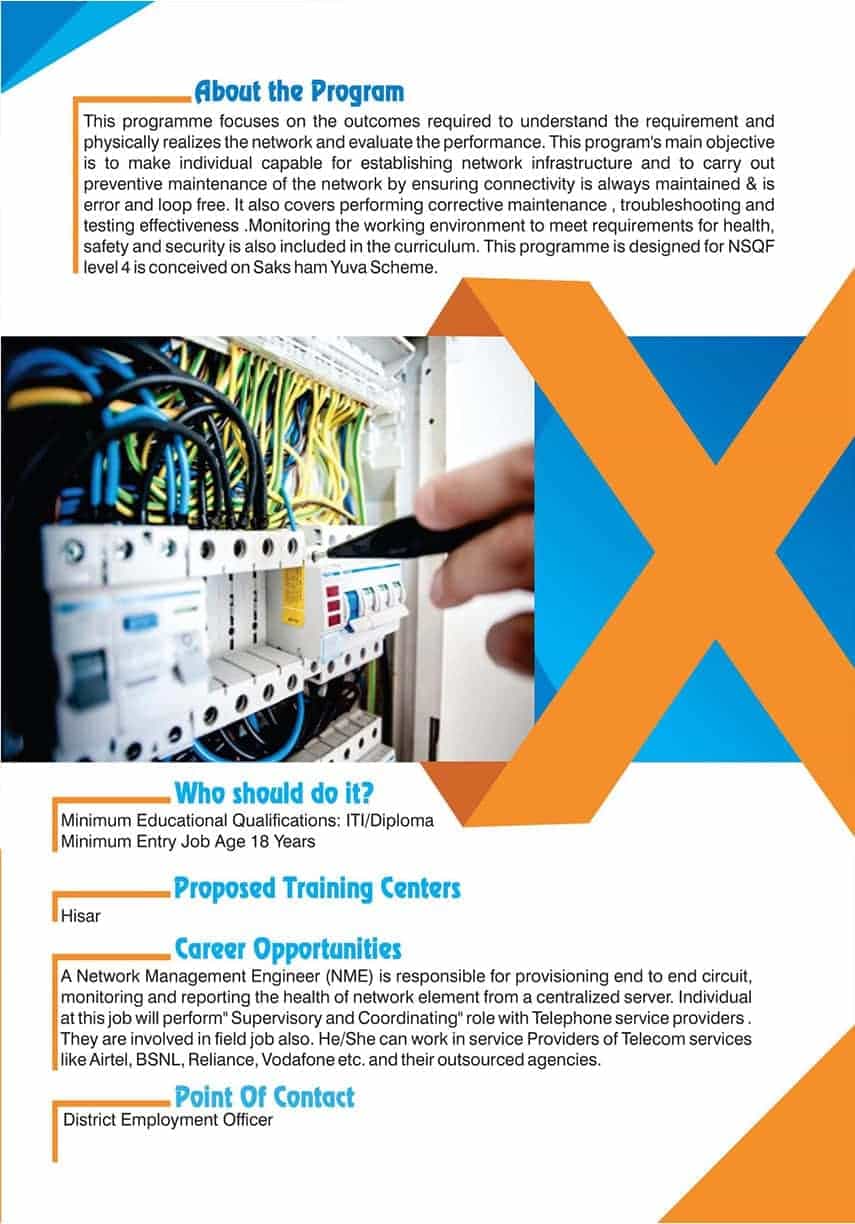 About the Program
This programme focuses on the outcomes required to understand the requirement and
physically realizes the network and evaluate the performance. This program's main objective
is to make individual capable for establishing network infrastructure and to carry out
preventive maintenance of the network by ensuring connectivity is always maintained & is
error and loop free. It also covers performing corrective maintenance , troubleshooting and
testing effectiveness .Monitoring the working environment to meet requirements for health,
safety and security is also included in the curriculum. This programme is designed for NSQF
level 4 is conceived on Saks ham Yuva Scheme.
Who should do it?
Minimum Educational Qualifications: ITI/Diploma
Minimum Entry Job Age 18 Years
Proposed Training Centers
Hisar
Career Opportunities
A Network Management Engineer (NME) is responsible for provisioning end to end circuit,
monitoring and reporting the health of network element from a centralized server. Individual
at this job will perform" Supervisory and Coordinating" role with Telephone service providers .
They are involved in field job also. He/She can work in service Providers of Telecom services
like Airtel, BSNL, Reliance, Vodafone etc. and their outsourced agencies.
Point Of Contact
District Employment Officer